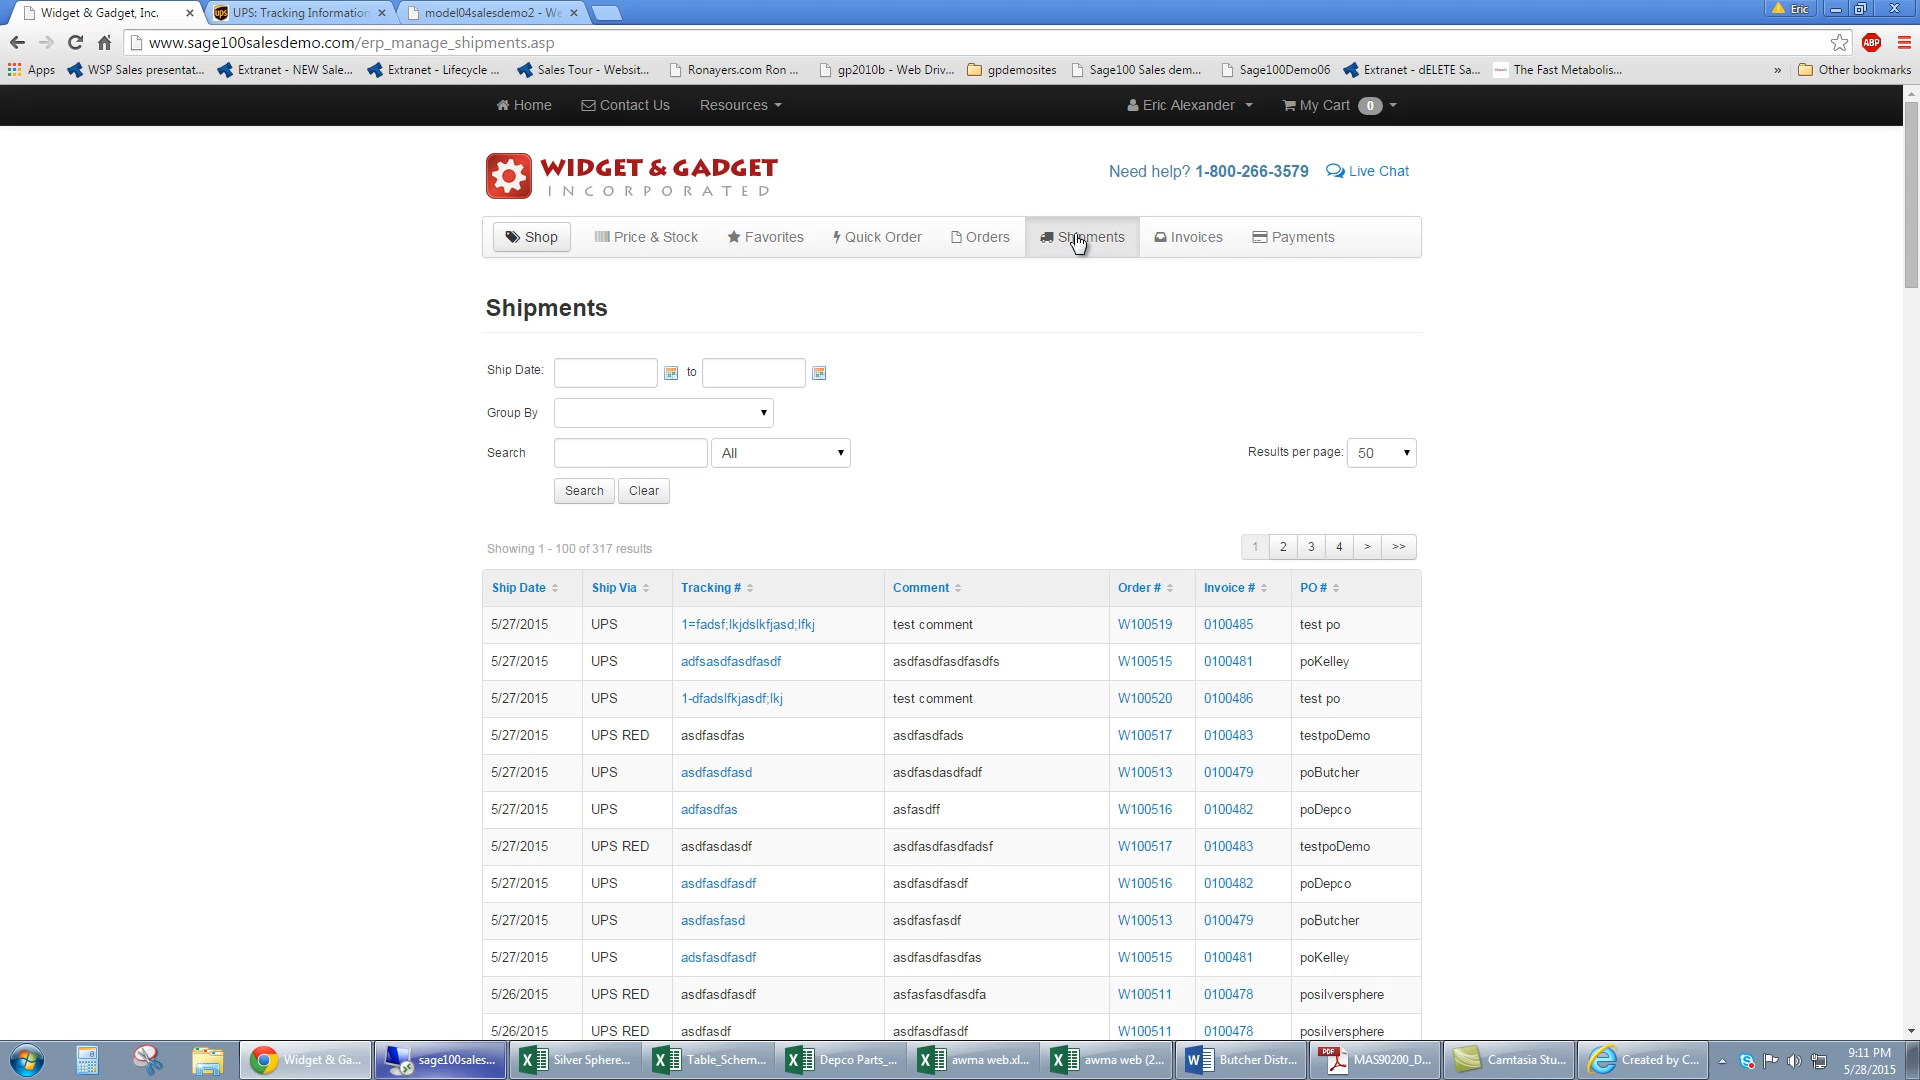 Widget & Gadget, Inc.
UPS: Tracking Information
model04salesdemo2 - We
Eric
www.sage100salesdemo.com/erp_manage_shipments.asp
ABP
Apps
WSP Sales presentat...
Extranet - NEW Sale...
Extranet - Lifecycle ...
Sales Tour - Websit...
Ronayers.com Ron ...
gp2010b - Web Driv...
gpdemosites
Sage100 Sales dem...
Sage100Demo06
Extranet - dELETE Sa...
The Fast Metabolis...
» Other bookmarks
Home
Contact Us
Resources
Eric Alexander
My Cart 0
WIDGET & GADGET
INCORPORATED
Need help? 1-800-266-3579
Live Chat
Shop
Price & Stock
Favorites
Quick Order
Orders
Shipments
Invoices
Payments
Shipments
Ship Date: to
Group By
Search All
Results per page: 50
Search Clear
Showing 1 - 100 of 317 results
1 2 3 4 > >>
Ship Date Ship Via Tracking # Comment Order # Invoice # PO #
5/27/2015 UPS 1=fadsf;lkjdslkfjasd;lfkj test comment W100519 0100485 test po
5/27/2015 UPS adfsasdfasdfasdf asdfasdfasdfasdfs W100515 0100481 poKelley
5/27/2015 UPS 1-dfadslfkjasdf;lkj test comment W100520 0100486 test po
5/27/2015 UPS RED asdfasdfas asdfasdfads W100517 0100483 testpoDemo
5/27/2015 UPS asdfasdfasd asdfasdasdfadf W100513 0100479 poButcher
5/27/2015 UPS adfasdfas asfasdff W100516 0100482 poDepco
5/27/2015 UPS RED asdfasdasdf asdfasdfasdfadsf W100517 0100483 testpoDemo
5/27/2015 UPS asdfasdfasdf asdfasdfasdf W100516 0100482 poDepco
5/27/2015 UPS asdfasfasd asdfasfasdf W100513 0100479 poButcher
5/27/2015 UPS adsfasdfasdf asdfasdfasdfas W100515 0100481 poKelley
5/26/2015 UPS RED asdfasdfasdf asfasfasdfasdfa W100511 0100478 posilversphere
5/26/2015 UPS RED asdfasdf asdfasdfasdf W100511 0100478 posilversphere
Widget & Ga...
sage100sales...
Silver Sphere...
Table_Schem...
Depco Parts_...
awma web.xl...
awma web (2...
Butcher Distr...
MAS90200_D...
Camtasia Stu...
Created by C...
9:11 PM
5/28/2015